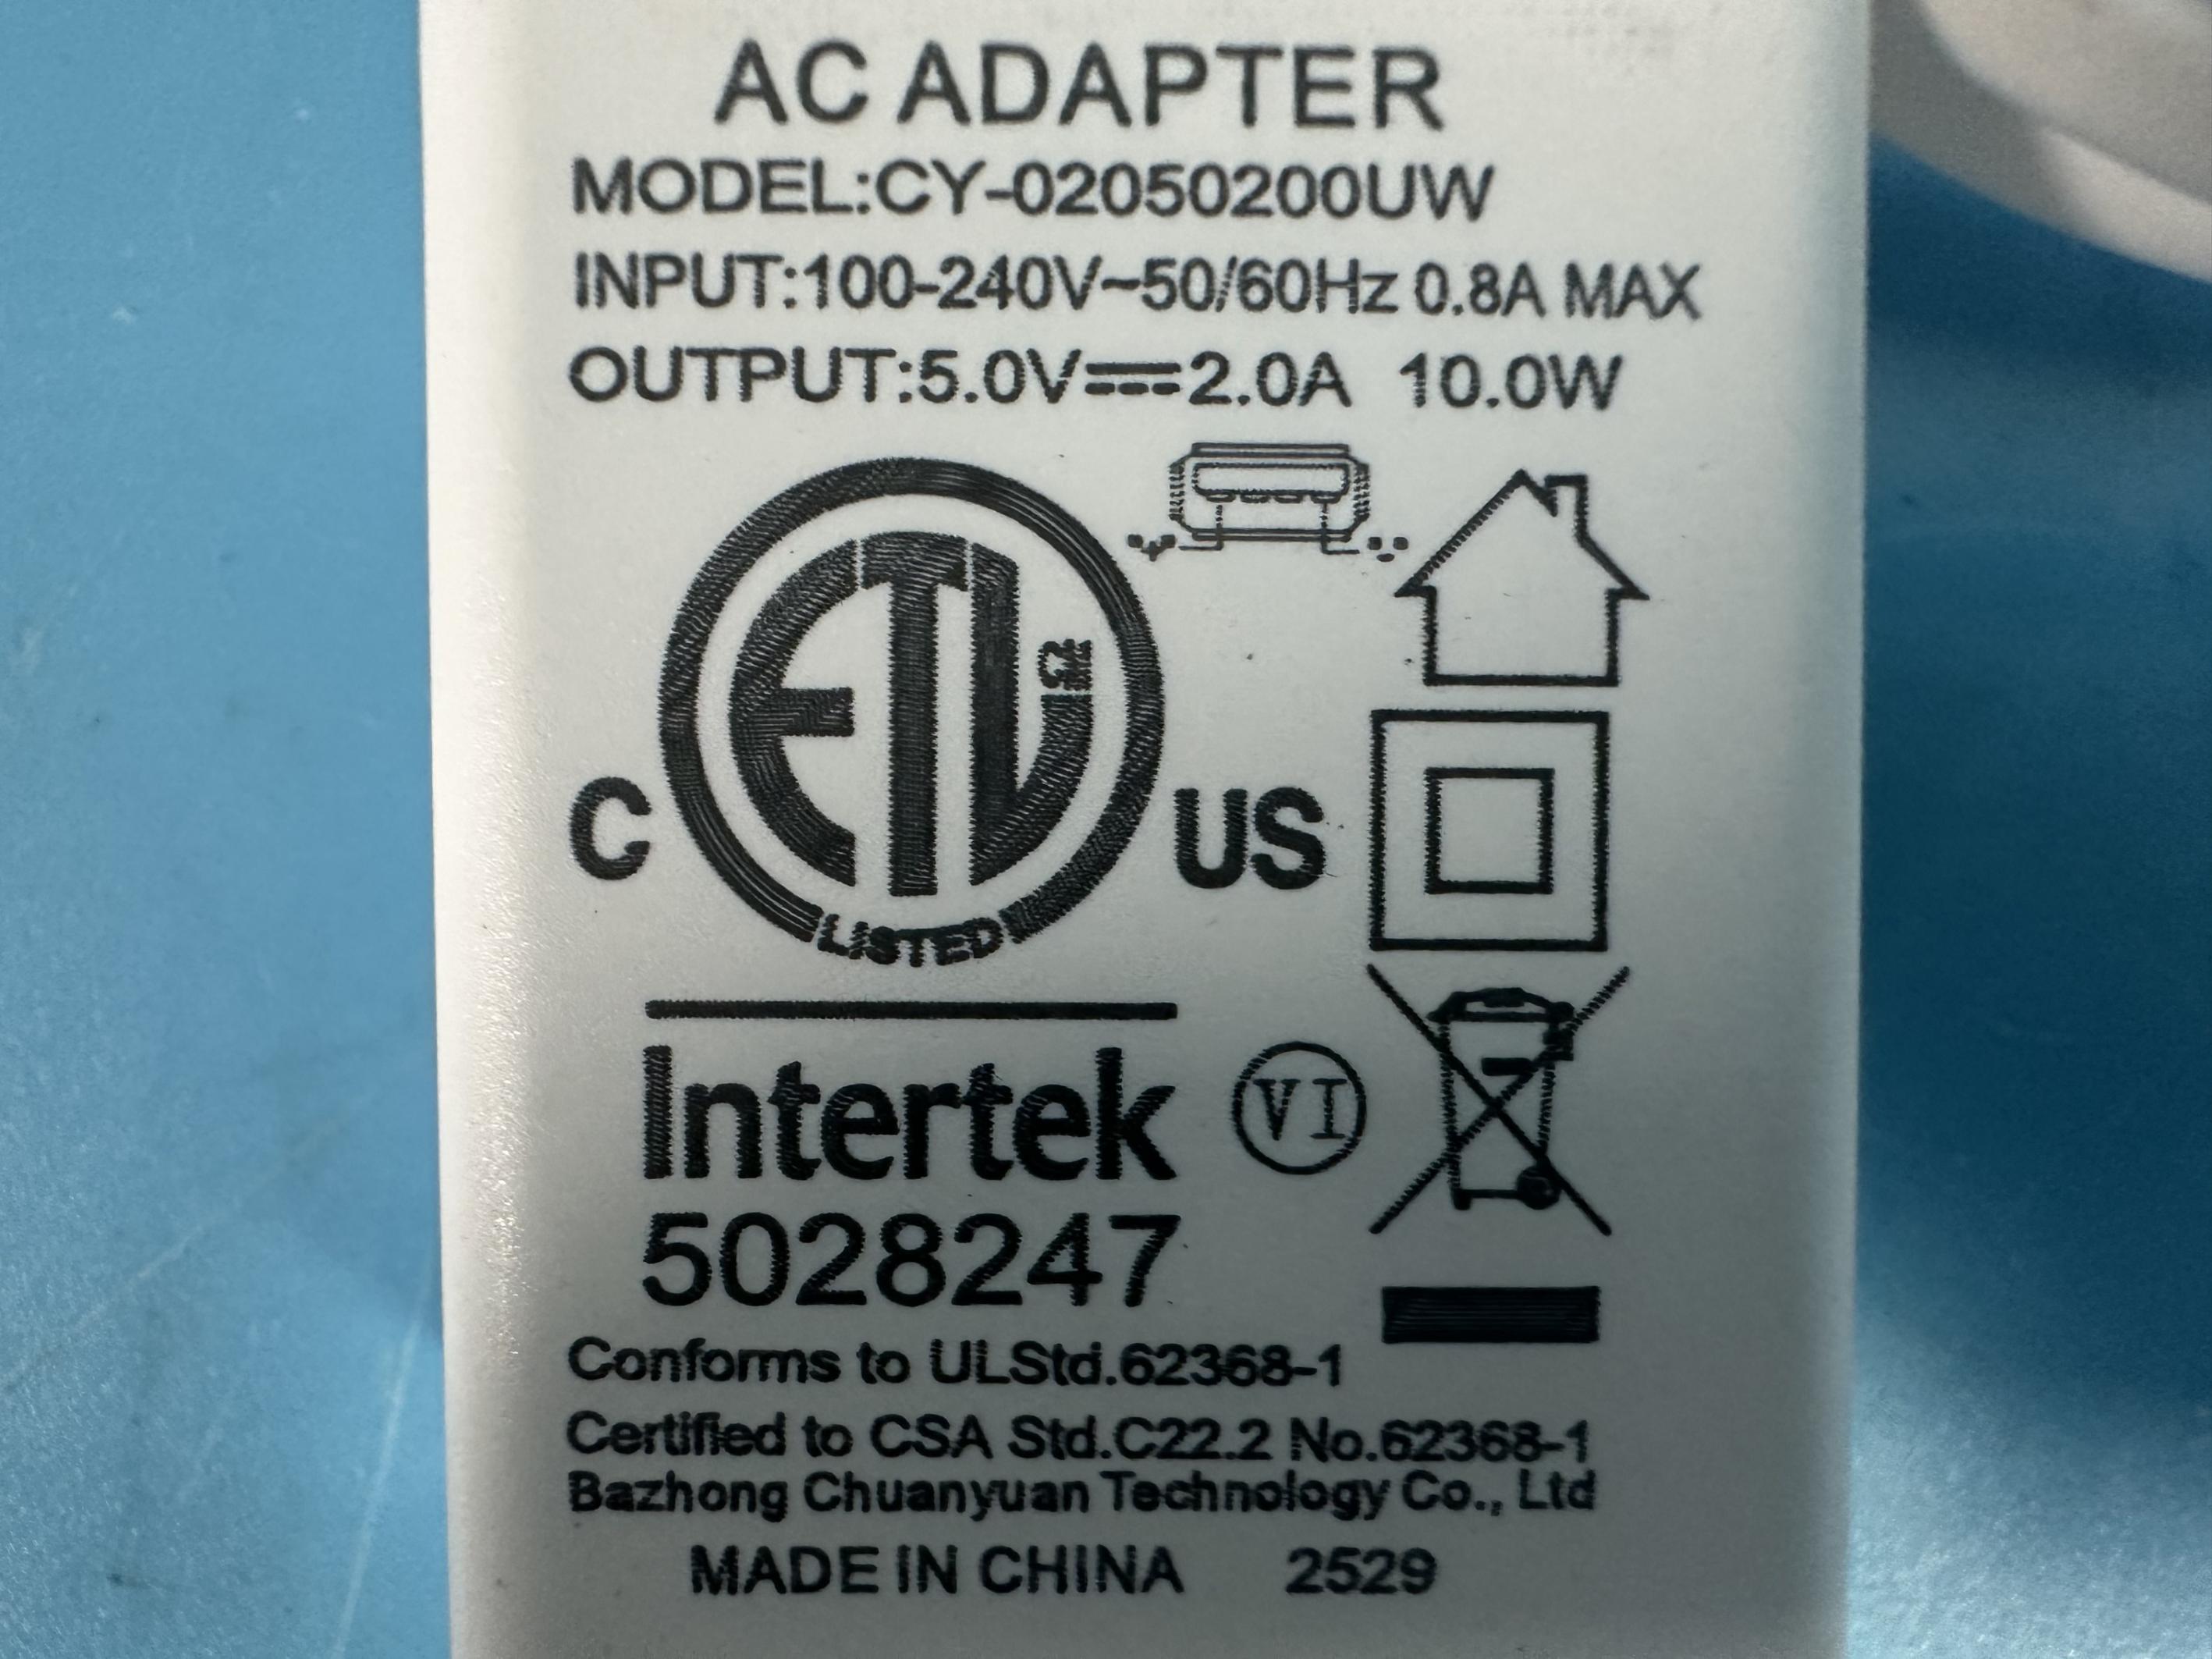 AC ADAPTER
MODEL:CY-02050200UW
INPUT:100-240V~50/60Hz 0.8A MAX
OUTPUT:5.0V⎓2.0A 10.0W
"+" "-"
ETL
CM
C US
LISTED
Intertek
VI
5028247
Conforms to ULStd.62368-1
Certified to CSA Std.C22.2 No.62368-1
Bazhong Chuanyuan Technology Co., Ltd
MADE IN CHINA 2529